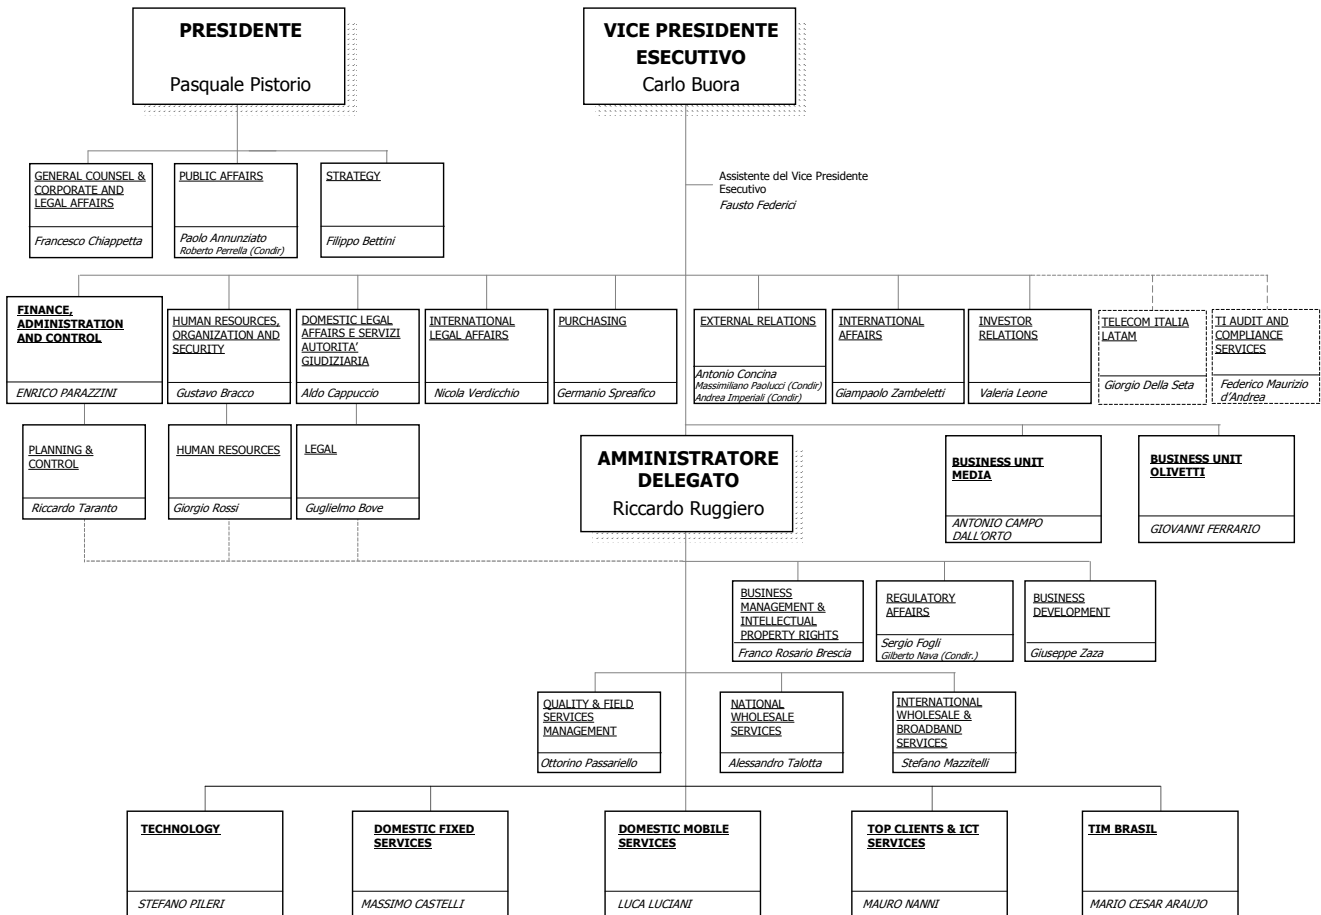 PRESIDENTE
Pasquale Pistorio
VICE PRESIDENTE
ESECUTIVO
Carlo Buora
GENERAL COUNSEL &
CORPORATE AND
LEGAL AFFAIRS
Francesco Chiappetta
PUBLIC AFFAIRS
Paolo Annunziato
Roberto Perrella (Condir)
STRATEGY
Filippo Bettini
Assistente del Vice Presidente
Esecutivo
Fausto Federici
FINANCE,
ADMINISTRATION
AND CONTROL
ENRICO PARAZZINI
HUMAN RESOURCES,
ORGANIZATION AND
SECURITY
Gustavo Bracco
DOMESTIC LEGAL
AFFAIRS E SERVIZI
AUTORITA’
GIUDIZIARIA
Aldo Cappuccio
INTERNATIONAL
LEGAL AFFAIRS
Nicola Verdicchio
PURCHASING
Germanio Spreafico
EXTERNAL RELATIONS
Antonio Concina
Massimiliano Paolucci (Condir)
Andrea Imperiali (Condir)
INTERNATIONAL
AFFAIRS
Giampaolo Zambeletti
INVESTOR
RELATIONS
Valeria Leone
TELECOM ITALIA
LATAM
Giorgio Della Seta
TI AUDIT AND
COMPLIANCE
SERVICES
Federico Maurizio
d’Andrea
PLANNING &
CONTROL
Riccardo Taranto
HUMAN RESOURCES
Giorgio Rossi
LEGAL
Guglielmo Bove
AMMINISTRATORE
DELEGATO
Riccardo Ruggiero
BUSINESS UNIT
MEDIA
ANTONIO CAMPO
DALL’ORTO
BUSINESS UNIT
OLIVETTI
GIOVANNI FERRARIO
BUSINESS
MANAGEMENT &
INTELLECTUAL
PROPERTY RIGHTS
Franco Rosario Brescia
REGULATORY
AFFAIRS
Sergio Fogli
Gilberto Nava (Condir.)
BUSINESS
DEVELOPMENT
Giuseppe Zaza
QUALITY & FIELD
SERVICES
MANAGEMENT
Ottorino Passariello
NATIONAL
WHOLESALE
SERVICES
Alessandro Talotta
INTERNATIONAL
WHOLESALE &
BROADBAND
SERVICES
Stefano Mazzitelli
TECHNOLOGY
STEFANO PILERI
DOMESTIC FIXED
SERVICES
MASSIMO CASTELLI
DOMESTIC MOBILE
SERVICES
LUCA LUCIANI
TOP CLIENTS & ICT
SERVICES
MAURO NANNI
TIM BRASIL
MARIO CESAR ARAUJO